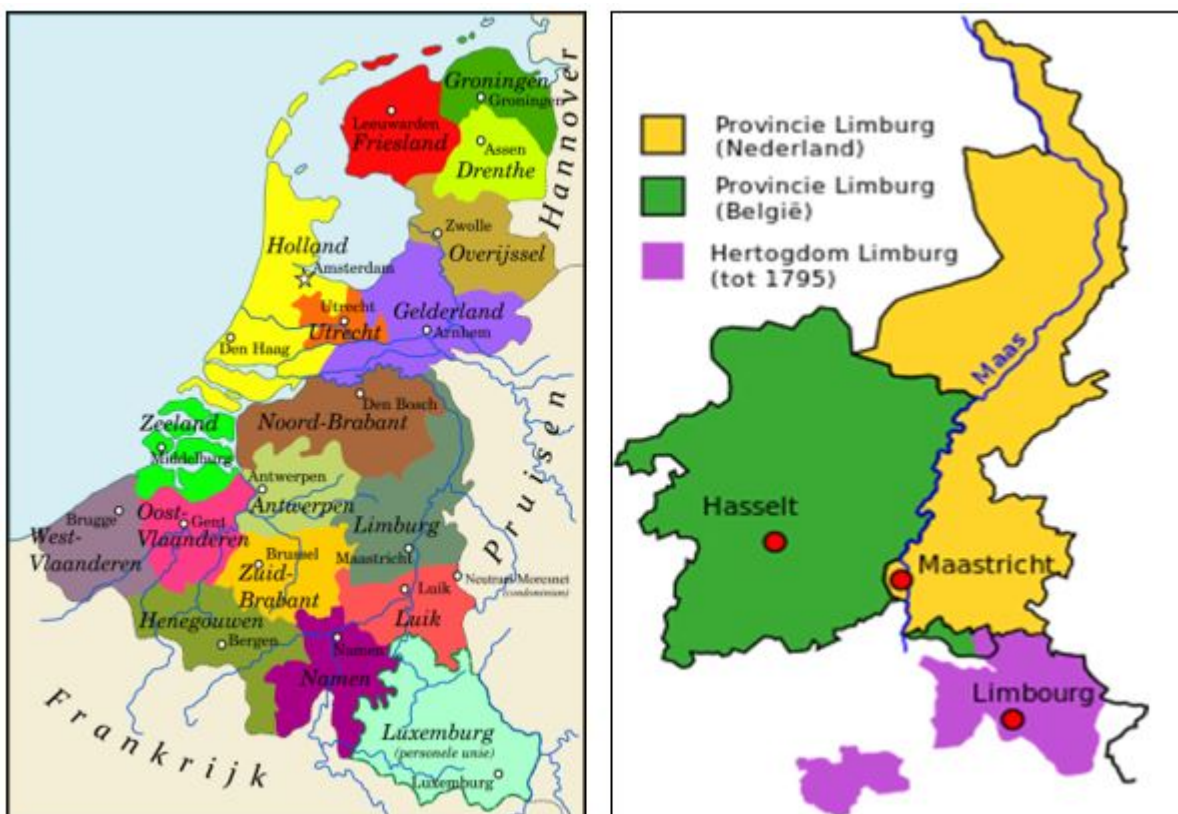 Groningen
Groningen
Leeuwarden
Friesland
Assen
Drenthe
Hannover
Zwolle
Overijssel
Holland
Amsterdam
Utrecht
Utrecht
Gelderland
Arnhem
Den Haag
Den Bosch
Noord-Brabant
Zeeland
Middelburg
Pruisen
Antwerpen
Antwerpen
Brugge
West-
Vlaanderen
Oost-
Gent
Vlaanderen
Limburg
Maastricht
Brussel
Zuid-
Brabant
Neutraal Moresnet
(condominium)
Luik
Luik
Henegouwen
Bergen
Namen
Namen
Frankrijk
Luxemburg
(personele unie)
Luxemburg
Provincie Limburg
(Nederland)
Provincie Limburg
(België)
Hertogdom Limburg
(tot 1795)
Maas
Hasselt
Maastricht
Limbourg